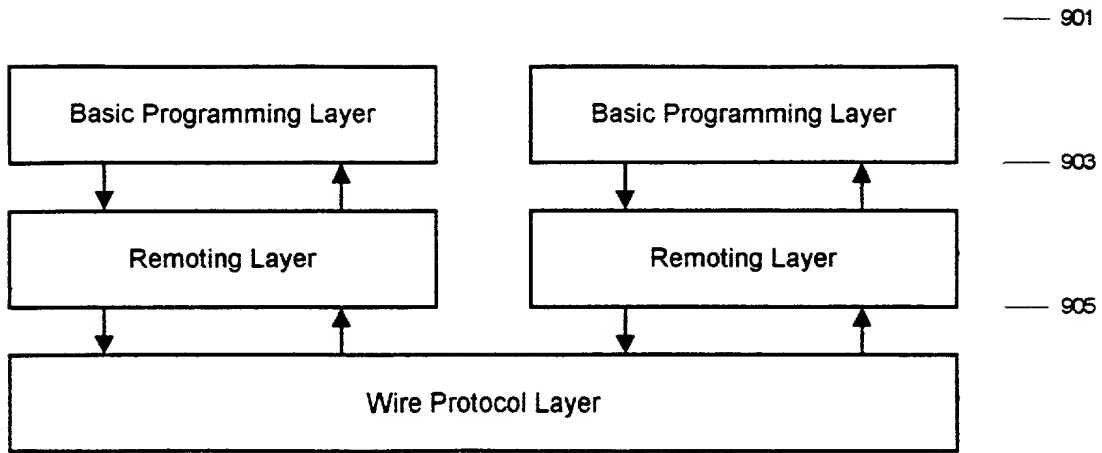 901
Basic Programming Layer
Basic Programming Layer
903
Remoting Layer
Remoting Layer
905
Wire Protocol Layer